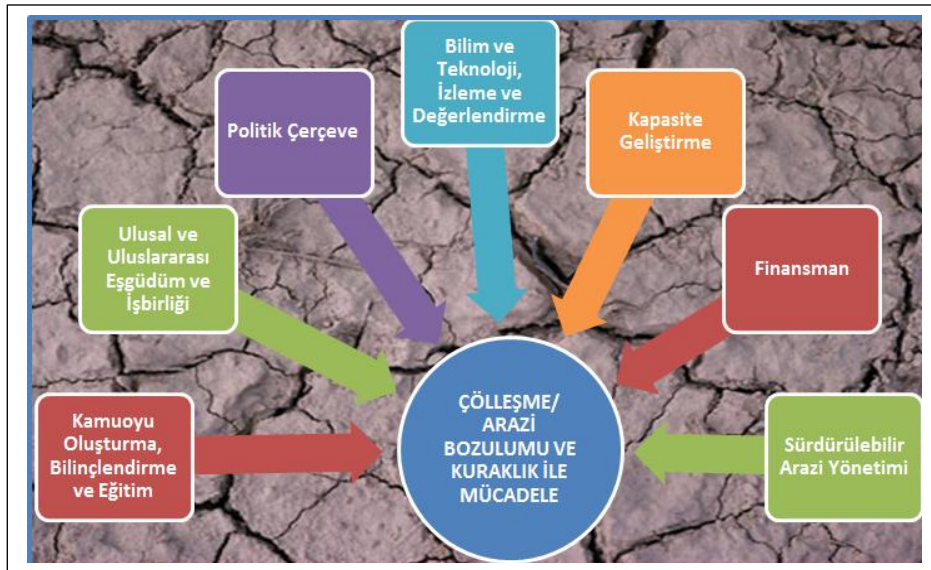 Bilim ve
Teknoloji,
İzleme ve
Değerlendirme
Politik Çerçeve
Kapasite
Geliştirme
Ulusal ve
Uluslararası
Eşgüdüm ve
İşbirliği
Finansman
Kamuoyu
Oluşturma,
Bilinçlendirme
ve Eğitim
ÇÖLLEŞME/
ARAZİ
BOZULUMU VE
KURAKLIK İLE
MÜCADELE
Sürdürülebilir
Arazi Yönetimi